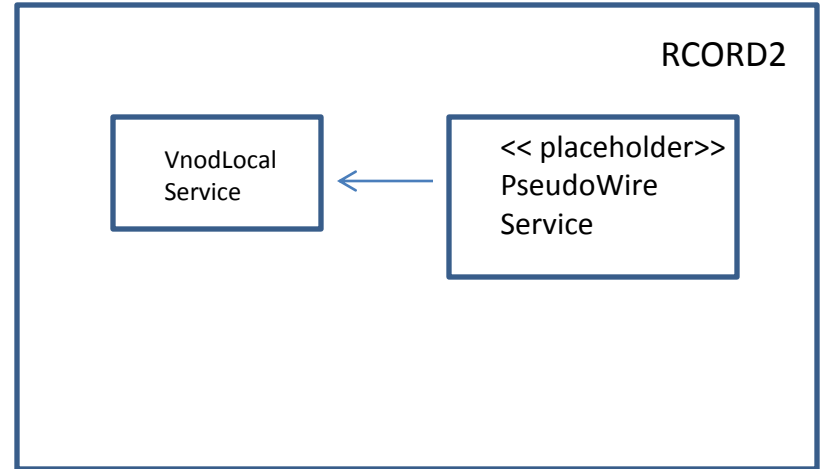 RCORD2
VnodLocal
Service
<< placeholder>>
PseudoWire
Service